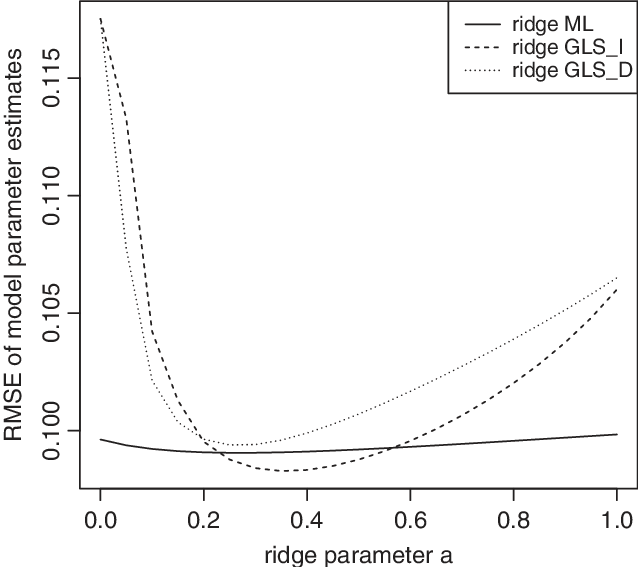 ridge ML
ridge GLS_I
ridge GLS_D
RMSE of model parameter estimates
0.115
0.110
0.105
0.100
0.0 0.2 0.4 0.6 0.8 1.0
ridge parameter a